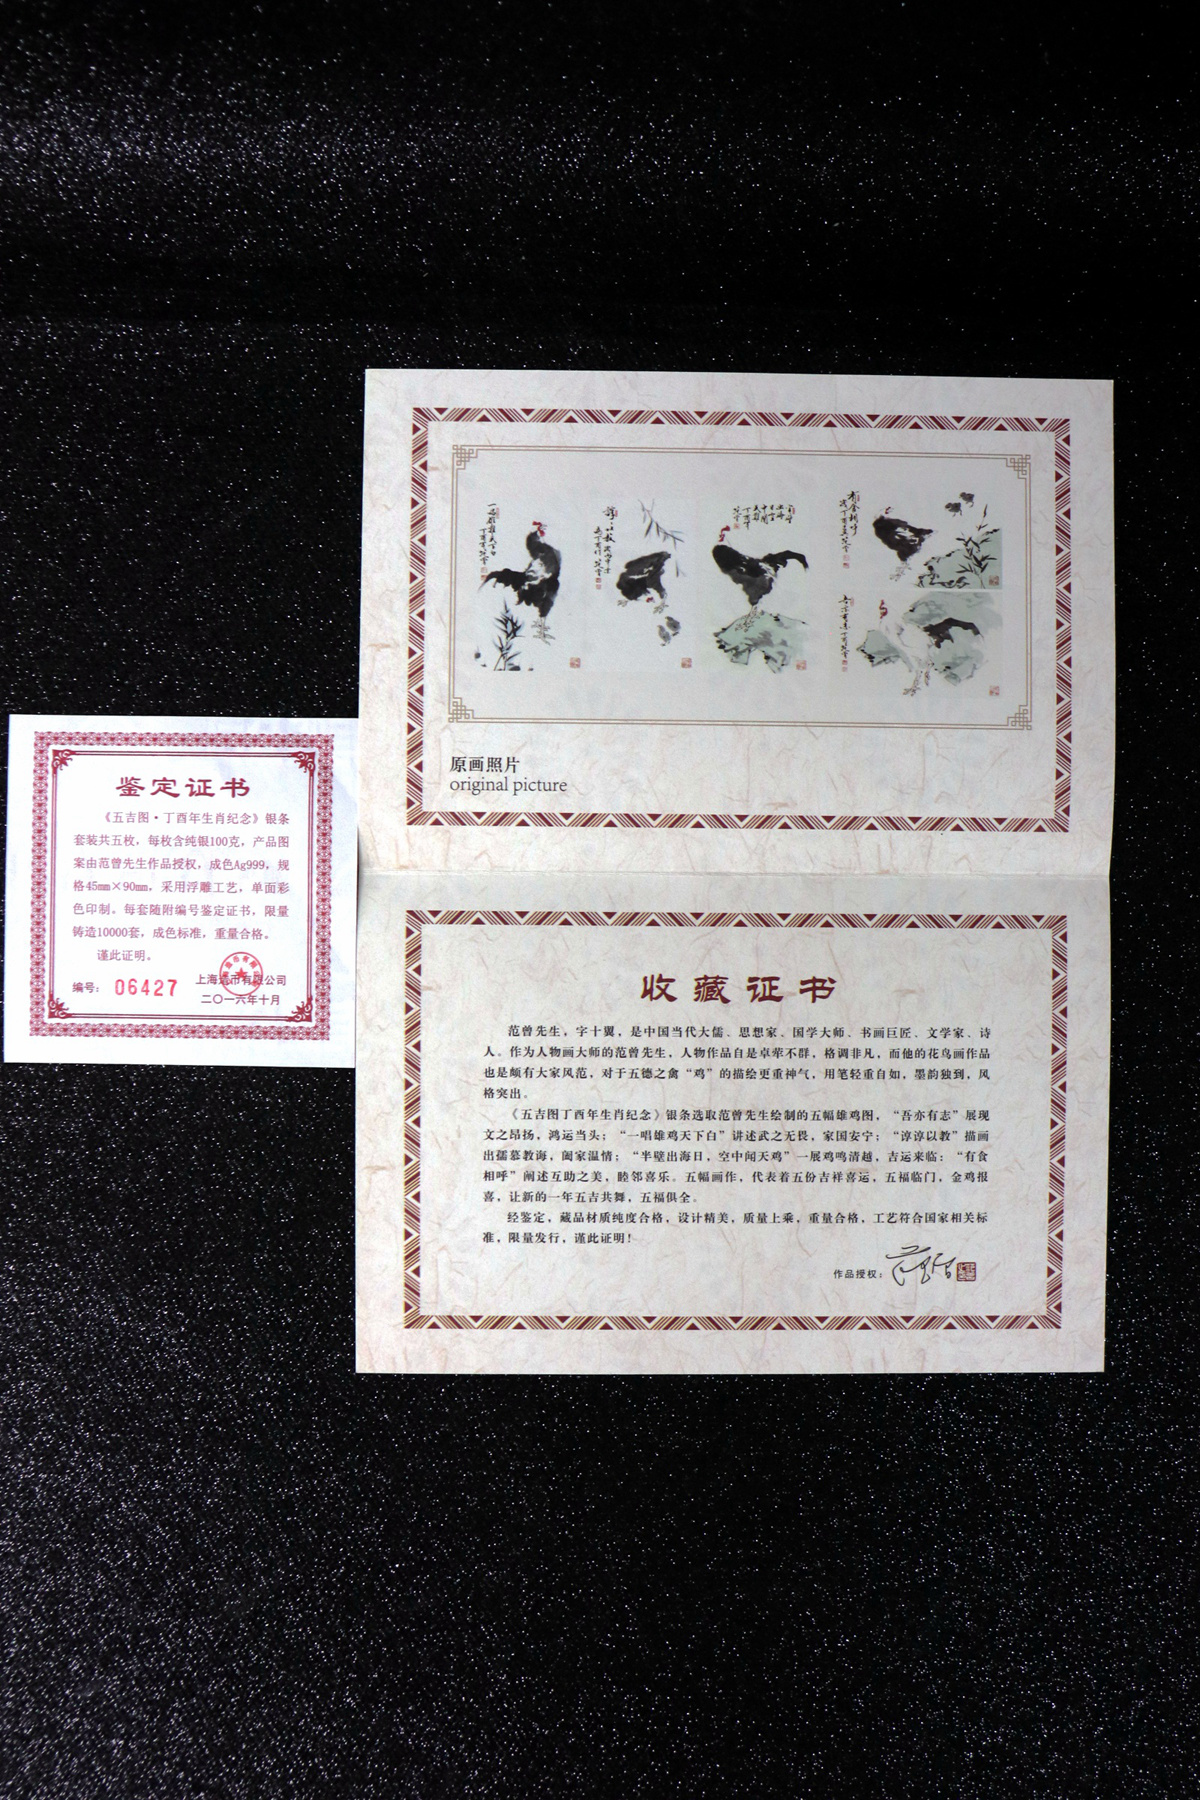 原画照片
original picture
鉴定证书
《五吉图·丁酉年生肖纪念》银条
套装共五枚，每枚含纯银100克，产品图
案由范曾先生作品授权，成色Ag999，规
格45mm×90mm，采用浮雕工艺，单面彩
色印制。每套随附编号鉴定证书，限量
铸造10000套，成色标准，重量合格。
谨此证明。
编号： 06427
上海造币有限公司
二〇一六年十月
收藏证书
范曾先生，字十翼，是中国当代大儒、思想家、国学大师、书画巨匠、文学家、诗
人。作为人物画大师的范曾先生，人物作品自是卓荦不群，格调非凡，而他的花鸟画作品
也是颇有大家风范，对于五德之禽“鸡”的描绘更重神气，用笔轻重自如，墨韵独到，风
格突出。
《五吉图丁酉年生肖纪念》银条选取范曾先生绘制的五幅雄鸡图，“吾亦有志”展现
文之昂扬，鸿运当头；“一唱雄鸡天下白”讲述武之无畏，家国安宁；“谆谆以教”描画
出孺慕教诲，阖家温情；“半壁出海日，空中闻天鸡”一展鸡鸣清越，吉运来临；“有食
相呼”阐述互助之美，睦邻喜乐。五幅画作，代表着五份吉祥喜运，五福临门，金鸡报
喜，让新的一年五吉共舞，五福俱全。
经鉴定，藏品材质纯度合格，设计精美，质量上乘，重量合格，工艺符合国家相关标
准，限量发行，谨此证明！
作品授权：